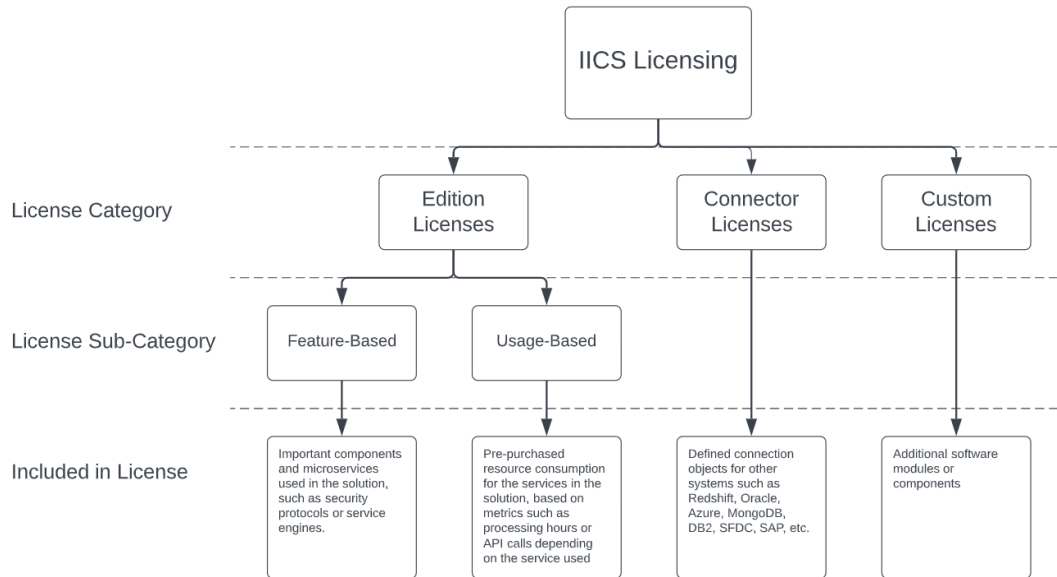 IICS Licensing
License Category
Edition
Licenses
Connector
Licenses
Custom
Licenses
License Sub-Category
Feature-Based
Usage-Based
Included in License
Important components
and microservices
used in the solution,
such as security
protocols or service
engines.
Pre-purchased
resource consumption
for the services in the
solution, based on
metrics such as
processing hours or
API calls depending
on the service used
Defined connection
objects for other
systems such as
Redshift, Oracle,
Azure, MongoDB,
DB2, SFDC, SAP, etc.
Additional software
modules or
components